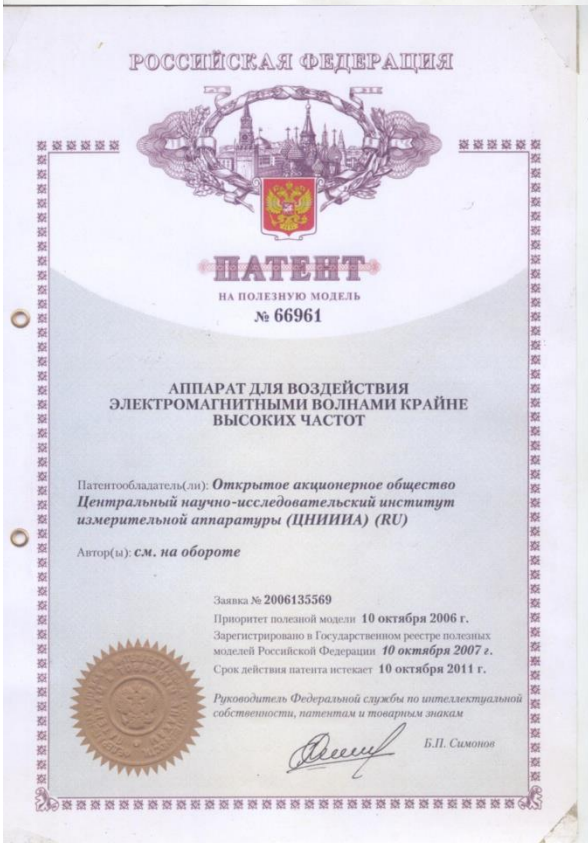 РОССИЙСКАЯ ФЕДЕРАЦИЯ
ПАТЕНТ
НА ПОЛЕЗНУЮ МОДЕЛЬ
№ 66961
АППАРАТ ДЛЯ ВОЗДЕЙСТВИЯ
ЭЛЕКТРОМАГНИТНЫМИ ВОЛНАМИ КРАЙНЕ
ВЫСОКИХ ЧАСТОТ
Патентообладатель(ли): Открытое акционерное общество
Центральный научно-исследовательский институт
измерительной аппаратуры (ЦНИИИА) (RU)
Автор(ы): см. на обороте
Заявка № 2006135569
Приоритет полезной модели 10 октября 2006 г.
Зарегистрировано в Государственном реестре полезных
моделей Российской Федерации 10 октября 2007 г.
Срок действия патента истекает 10 октября 2011 г.
Руководитель Федеральной службы по интеллектуальной
собственности, патентам и товарным знакам
Б.П. Симонов